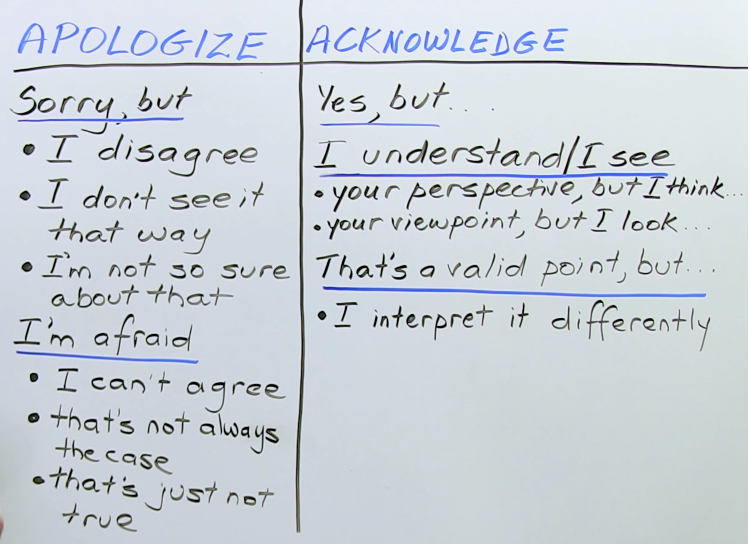 APOLOGIZE
Sorry, but
• I disagree
• I don't see it
that way
• I'm not so sure
about that
I'm afraid
• I can't agree
• that's not always
the case
• that's just not
true
ACKNOWLEDGE
Yes, but....
I understand/I see
• your perspective, but I think...
• your viewpoint, but I look...
That's a valid point, but...
• I interpret it differently